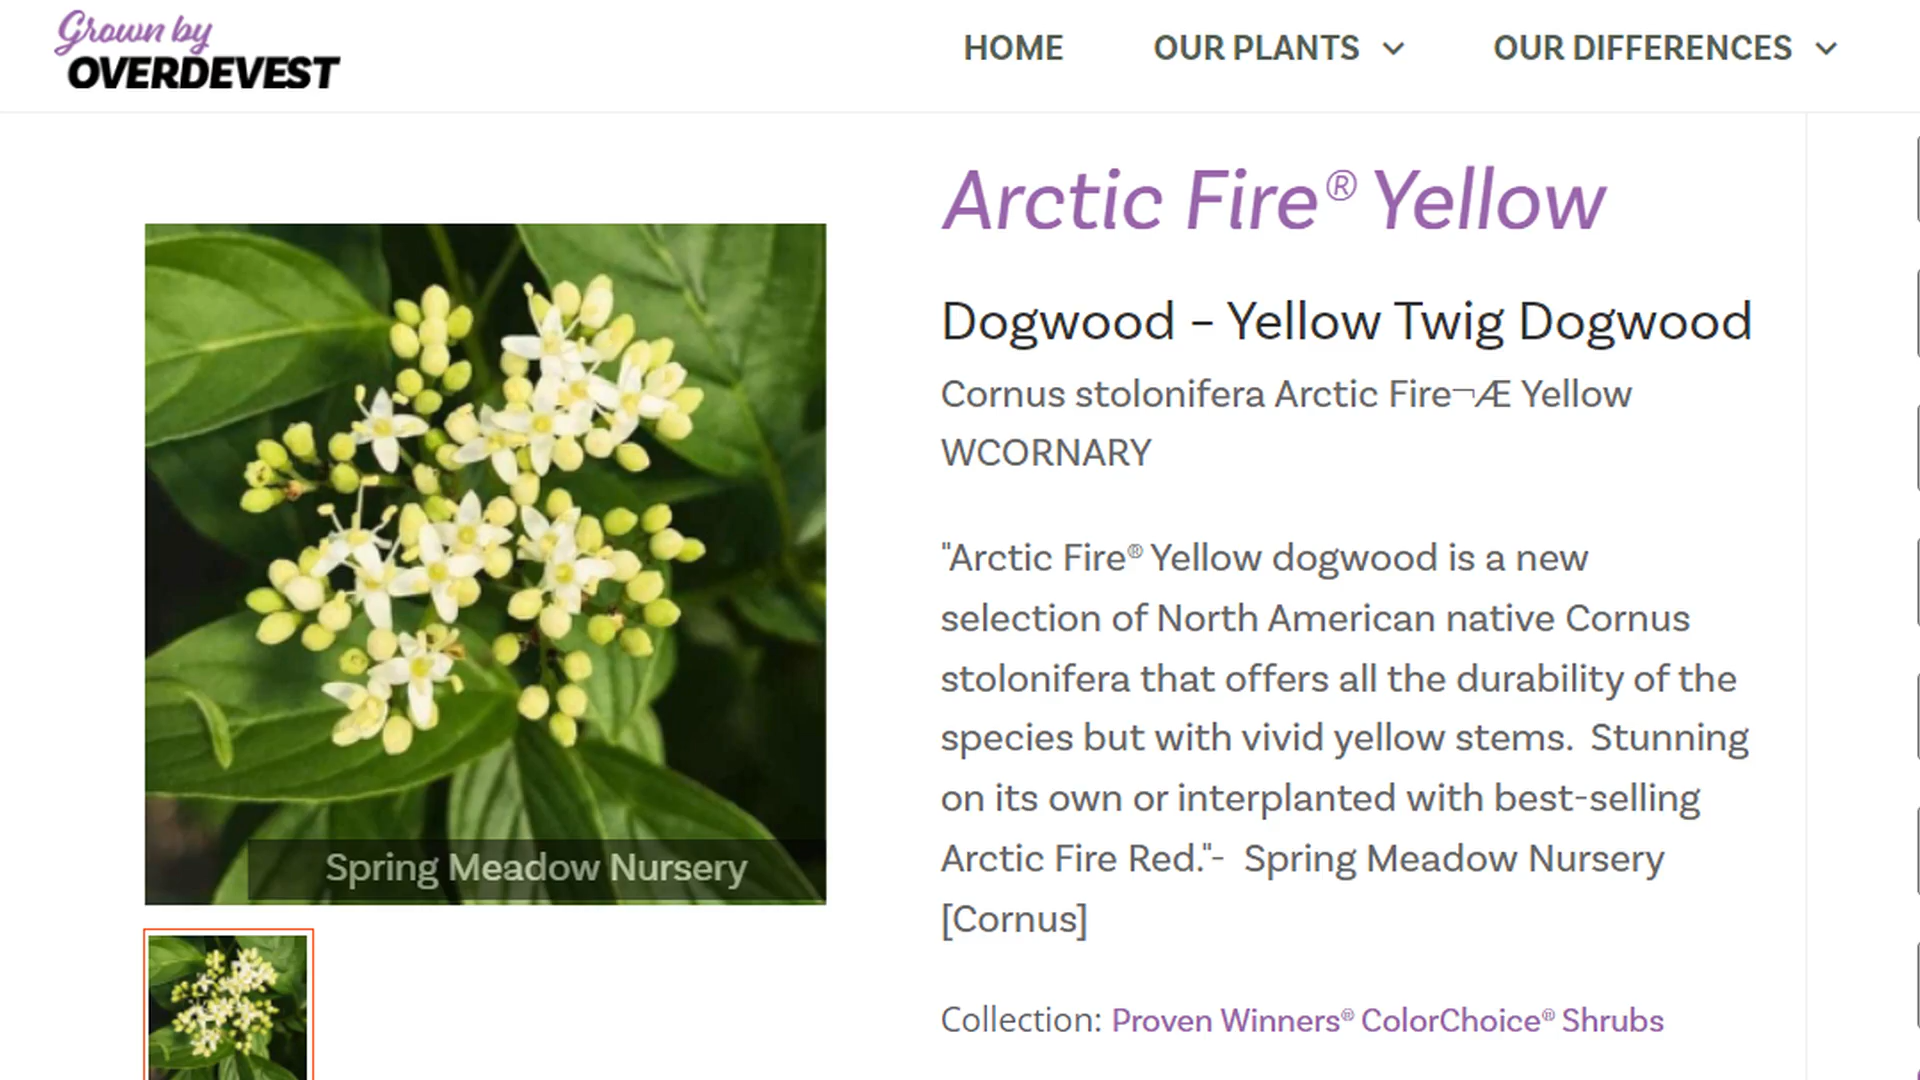 Grown by
OVERDEVEST
HOME
OUR PLANTS
OUR DIFFERENCES
Arctic Fire® Yellow
Dogwood – Yellow Twig Dogwood
Cornus stolonifera Arctic Fire¬Æ Yellow
WCORNARY
"Arctic Fire® Yellow dogwood is a new
selection of North American native Cornus
stolonifera that offers all the durability of the
species but with vivid yellow stems.  Stunning
on its own or interplanted with best-selling
Arctic Fire Red."-  Spring Meadow Nursery
[Cornus]
Collection: Proven Winners® ColorChoice® Shrubs
Spring Meadow Nursery